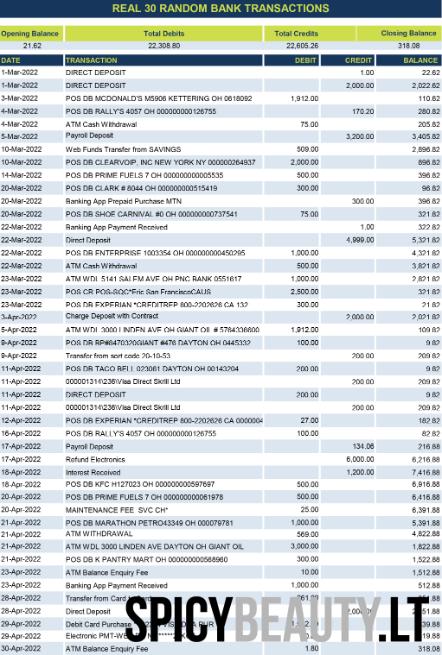 REAL 30 RANDOM BANK TRANSACTIONS
Opening Balance Total Debits Total Credits Closing Balance
21.62 22,308.80 22,605.26 318.08
DATE TRANSACTION DEBIT CREDIT BALANCE
1-Mar-2022 DIRECT DEPOSIT 1.00 22.62
1-Mar-2022 DIRECT DEPOSIT 2,000.00 2,022.62
3-Mar-2022 POS DB MCDONALD'S M5906 KETTERING OH 0618092 1,912.00 110.62
4-Mar-2022 POS DB RALLY'S 4057 OH 000000000126755 170.20 280.82
4-Mar-2022 ATM Cash Withdrawal 75.00 205.82
5-Mar-2022 Payroll Deposit 3,200.00 3,405.82
10-Mar-2022 Web Funds Transfer from SAVINGS 509.00 2,896.82
10-Mar-2022 POS DB CLEARVOIP, INC NEW YORK NY 000000264937 2,000.00 896.82
14-Mar-2022 POS DB PRIME FUELS 7 OH 000000000005535 500.00 396.82
20-Mar-2022 POS DB CLARK # 8044 OH 000000000515419 300.00 96.82
20-Mar-2022 Banking App Prepaid Purchase MTN 300.00 396.82
20-Mar-2022 POS DB SHOE CARNIVAL #0 OH 000000000737541 75.00 321.82
22-Mar-2022 Banking App Payment Received 1.00 322.82
22-Mar-2022 Direct Deposit 4,999.00 5,321.82
22-Mar-2022 POS DB ENTERPRISE 1003354 OH 000000000450295 1,000.00 4,321.82
22-Mar-2022 ATM Cash Withdrawal 500.00 3,821.82
23-Mar-2022 ATM WDL 5141 SALEM AVE OH PNC BANK 0551617 1,000.00 2,821.82
23-Mar-2022 POS CR POS-SQC*Eric San FranciscoCAUS 2,500.00 321.82
23-Mar-2022 POS DB EXPERIAN *CREDITREP 800-2202626 CA 132 300.00 21.82
3-Apr-2022 Charge Deposit with Contract 2,000.00 2,021.82
5-Apr-2022 ATM WDL 3000 LINDEN AVE OH GIANT OIL # 5764336600 1,912.00 109.82
9-Apr-2022 POS DB BP#8470320GIANT #476 DAYTON OH 0445332 100.00 9.82
9-Apr-2022 Transfer from sort code 20-10-53 200.00 209.82
11-Apr-2022 POS DB TACO BELL 023061 DAYTON OH 00143204 200.00 9.82
11-Apr-2022 000001314\236\Visa Direct Skrill Ltd 200.00 209.82
11-Apr-2022 DIRECT DEPOSIT 200.00 9.82
11-Apr-2022 000001314\236\Visa Direct Skrill Ltd 200.00 209.82
12-Apr-2022 POS DB EXPERIAN *CREDITREP 800-2202626 CA 000004 27.00 182.82
16-Apr-2022 POS DB RALLY'S 4057 OH 0000126755 100.00 82.82
17-Apr-2022 Payroll Deposit 134.06 216.88
17-Apr-2022 Refund Electronics 6,000.00 6,216.88
18-Apr-2022 Interest Received 1,200.00 7,416.88
18-Apr-2022 POS DB KFC H127023 OH 000000000597697 500.00 6,916.88
20-Apr-2022 POS DB PRIME FUELS 7 OH 000000000061978 500.00 6,416.88
20-Apr-2022 MAINTENANCE FEE SVC CH* 25.00 6,391.88
21-Apr-2022 POS DB MARATHON PETRO43349 OH 000079781 1,000.00 5,391.88
21-Apr-2022 ATM WITHDRAWAL 569.00 4,822.88
21-Apr-2022 ATM WDL 3000 LINDEN AVE DAYTON OH GIANT OIL 3,000.00 1,822.88
21-Apr-2022 POS DB K PANTRY MART OH 000000000568960 300.00 1,522.88
23-Apr-2022 ATM Balance Enquiry Fee 10.00 1,512.88
23-Apr-2022 Banking App Payment Received 1,000.00 512.88
28-Apr-2022 Transfer from Card
28-Apr-2022 Direct Deposit
29-Apr-2022 Debit Card Purchase
29-Apr-2022 Electronic
30-Apr-2022 ATM Balance Enquiry Fee 1.80 318.08
SPICYBEAUTY.LT